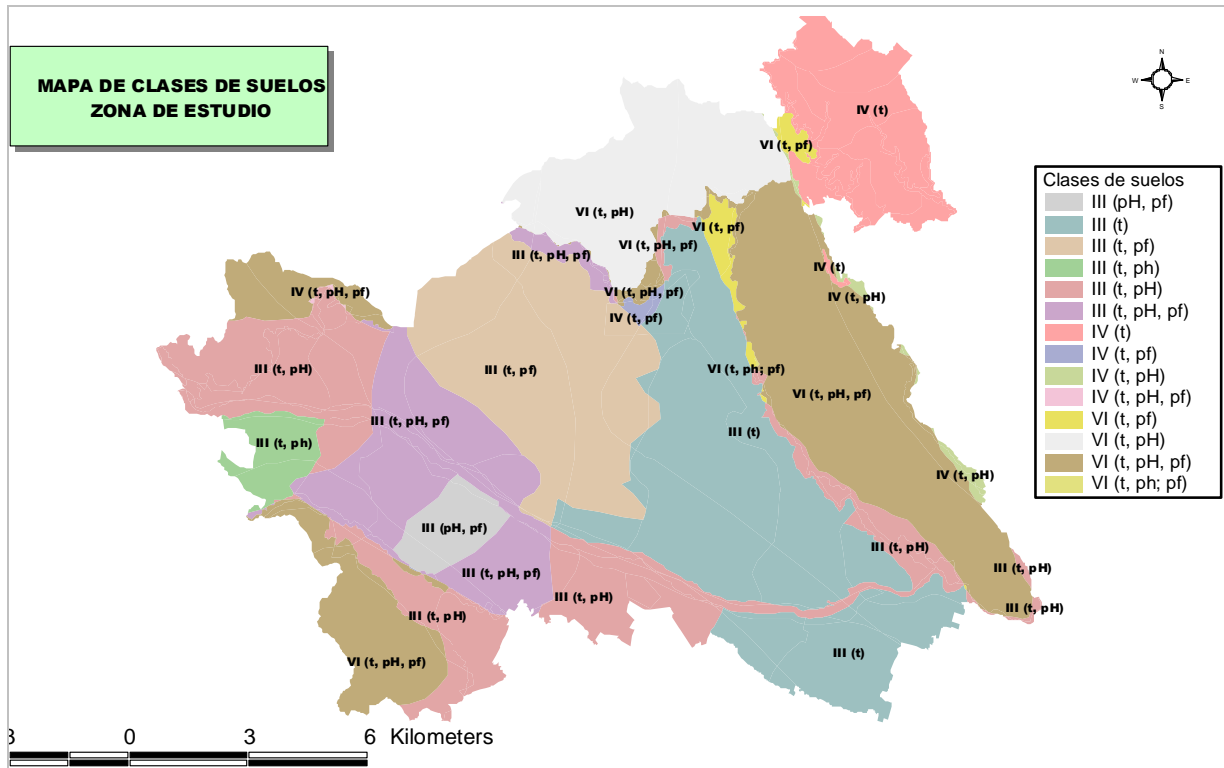 MAPA DE CLASES DE SUELOS
ZONA DE ESTUDIO
N
W
E
S
IV (t)
VI (t, pf)
VI (t, pH)
VI (t, pf)
VI (t, pH, pf)
III (t, pH, pf)
IV (t)
VI (t, pH, pf)
IV (t, pH, pf)
IV (t, pH)
IV (t, pf)
III (t, pH)
III (t, pf)
VI (t, ph; pf)
VI (t, pH, pf)
III (t, pH, pf)
III (t)
III (t, ph)
IV (t, pH)
III (pH, pf)
III (t, pH)
III (t, pH)
III (t, pH, pf)
III (t, pH)
III (t, pH)
III (t, pH)
III (t)
VI (t, pH, pf)
Clases de suelos
III (pH, pf)
III (t)
III (t, pf)
III (t, ph)
III (t, pH)
III (t, pH, pf)
IV (t)
IV (t, pf)
IV (t, pH)
IV (t, pH, pf)
VI (t, pf)
VI (t, pH)
VI (t, pH, pf)
VI (t, ph; pf)
3 0 3 6 Kilometers